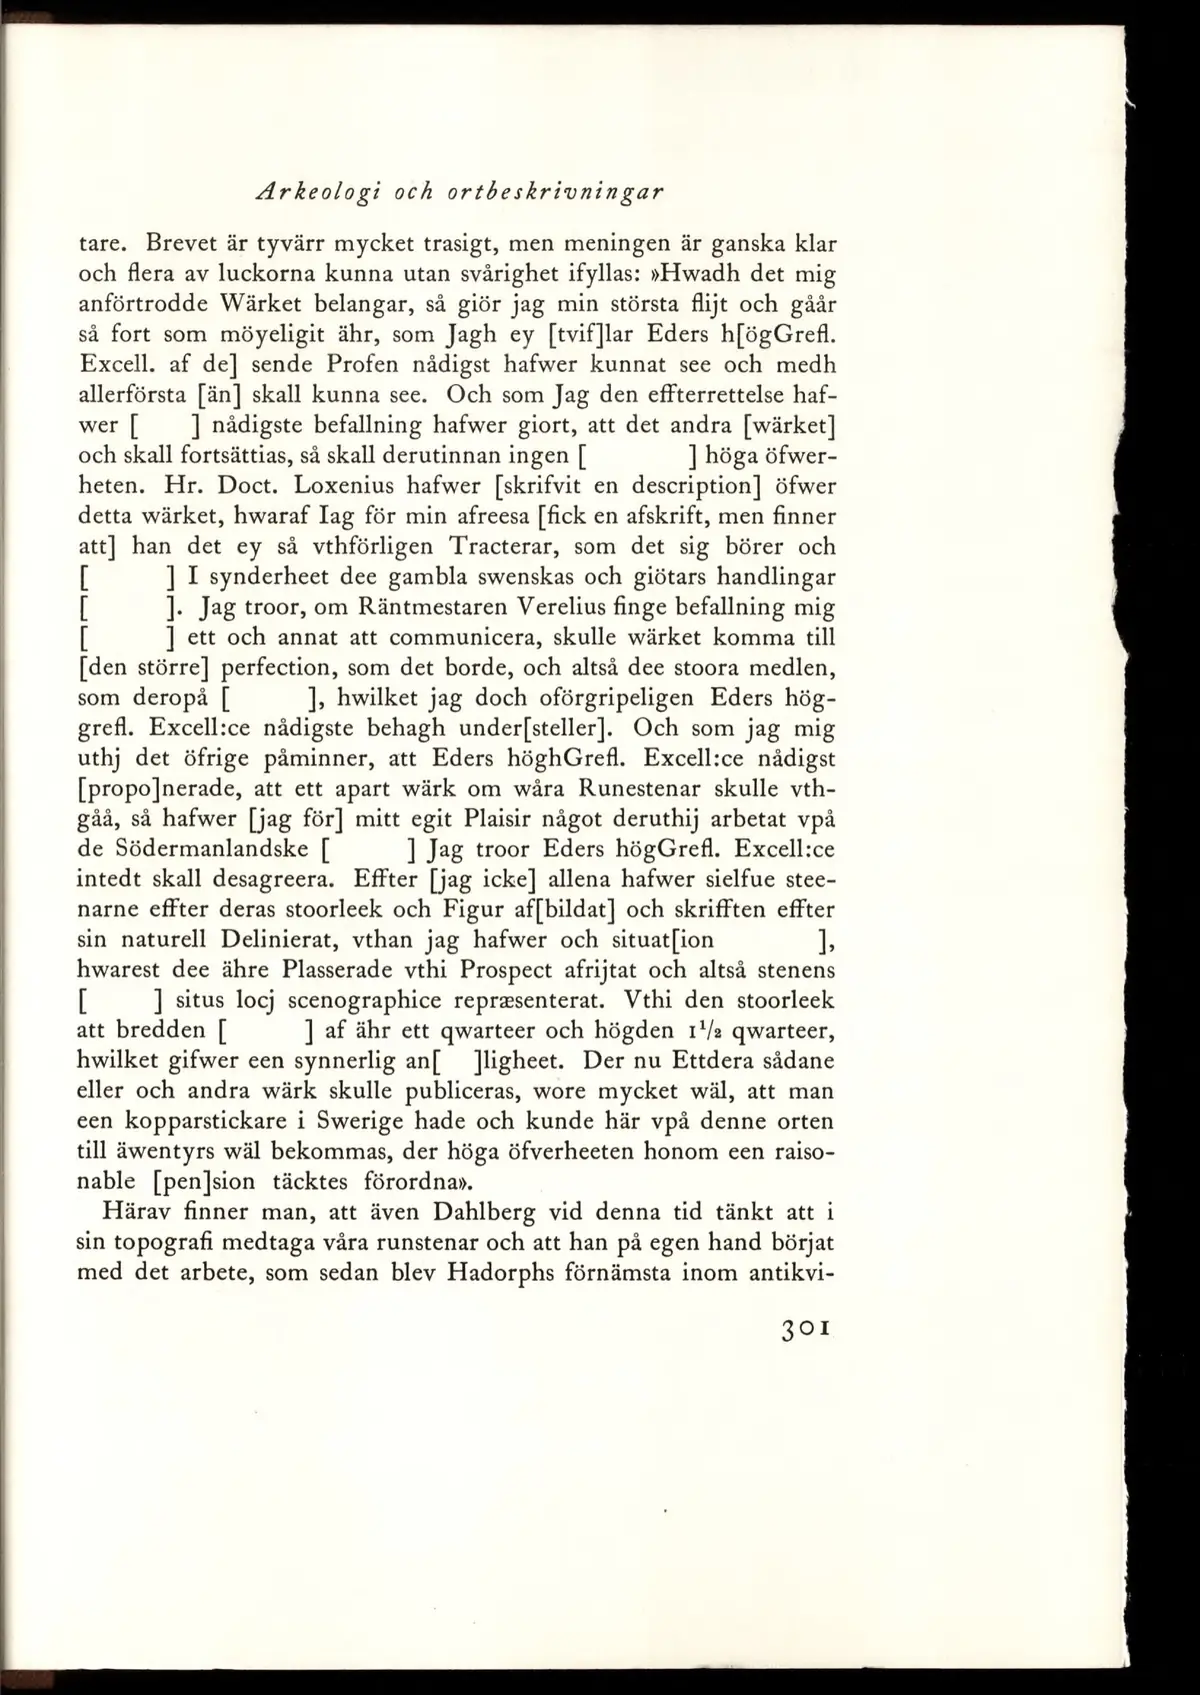 Arkeologi och ortbeskrivningar
tare. Brevet är tyvärr mycket trasigt, men meningen är ganska klar
och flera av luckorna kunna utan svårighet ifyllas: »Hwadh det mig
anförtrodde Wärket belangar, så giör jag min största flijt och gåår
så fort som möyeligit ähr, som Jagh ey [tvif]lar Eders h[ögGrefl.
Excell. af de] sende Profen nådigst hafwer kunnat see och medh
allerförsta [än] skall kunna see. Och som Jag den effterrettelse haf-
wer [ ] nådigste befallning hafwer giort, att det andra [wärket]
och skall fortsättias, så skall derutinnan ingen [ ] höga öfwer-
heten. Hr. Doct. Loxenius hafwer [skrifvit en description] öfwer
detta wärket, hwaraf Iag för min afreesa [fick en afskrift, men finner
att] han det ey så vthförligen Tracterar, som det sig börer och
[ ] I synderheet dee gambla swenskas och giötars handlingar
[ ]. Jag troor, om Räntmestaren Verelius finge befallning mig
[ ] ett och annat att communicera, skulle wärket komma till
[den större] perfection, som det borde, och altså dee stoora medlen,
som deropå [ ], hwilket jag doch oförgripeligen Eders hög-
grefl. Excell:ce nådigste behagh under[steller]. Och som jag mig
uthj det öfrige påminner, att Eders höghGrefl. Excell:ce nådigst
[propo]nerade, att ett apart wärk om wåra Runestenar skulle vth-
gåå, så hafwer [jag för] mitt egit Plaisir något deruthij arbetat vpå
de Södermanlandske [ ] Jag troor Eders högGrefl. Excell:ce
intedt skall desagreera. Effter [jag icke] allena hafwer sielfue stee-
narne effter deras stoorleek och Figur af[bildat] och skrifften effter
sin naturell Delinierat, vthan jag hafwer och situat[ion ],
hwarest dee ähre Plasserade vthi Prospect afrijtat och altså stenens
[ ] situs locj scenographice repræsenterat. Vthi den stoorleek
att bredden [ ] af ähr ett qwarteer och högden 1½ qwarteer,
hwilket gifwer een synnerlig an[ ]ligheet. Der nu Ettdera sådane
eller och andra wärk skulle publiceras, wore mycket wäl, att man
een kopparstickare i Swerige hade och kunde här vpå denne orten
till äwentyrs wäl bekommas, der höga öfverheeten honom een raiso-
nable [pen]sion täcktes förordna».
Härav finner man, att även Dahlberg vid denna tid tänkt att i
sin topografi medtaga våra runstenar och att han på egen hand börjat
med det arbete, som sedan blev Hadorphs förnämsta inom antikvi-
301